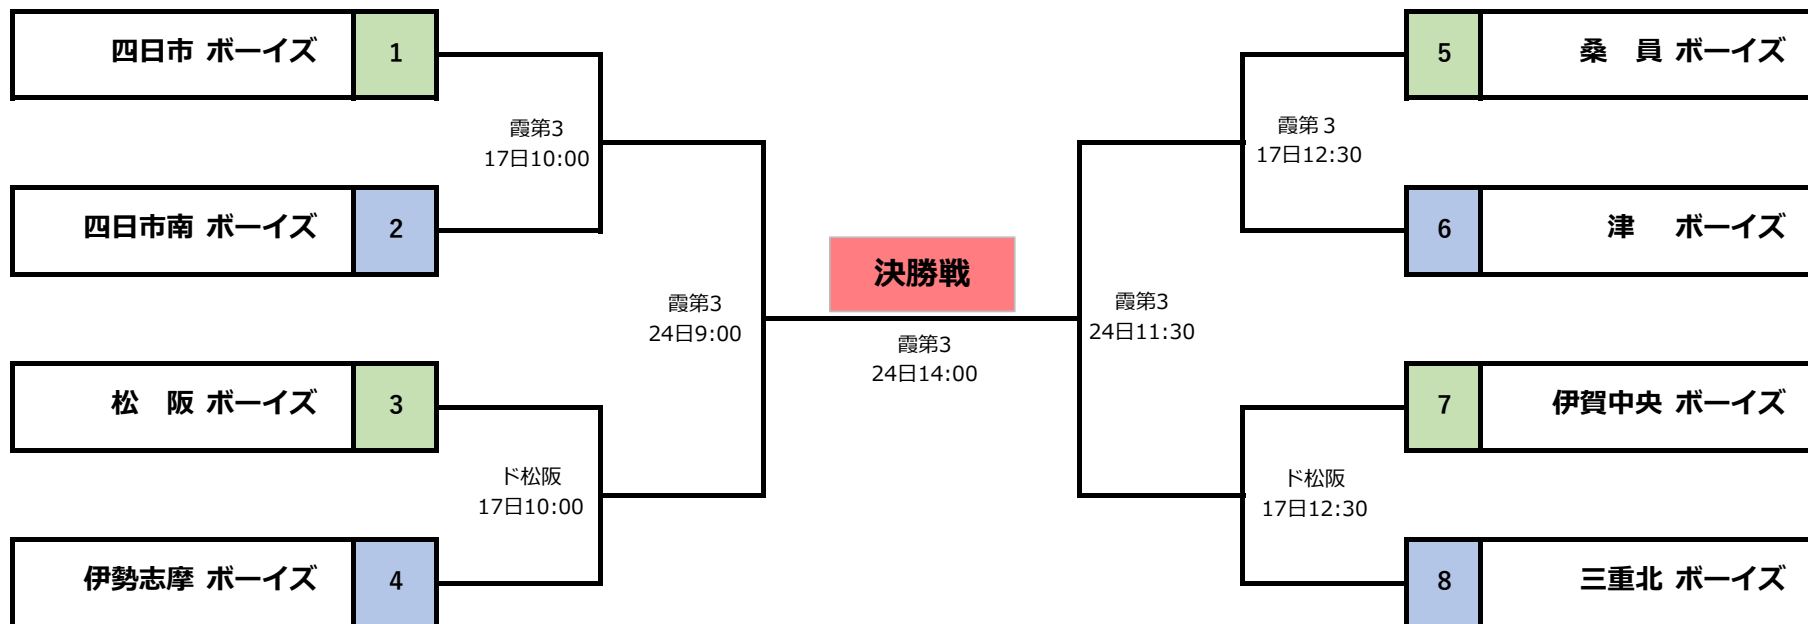 四日市 ボーイズ 1
霞第3
17日10:00
四日市南 ボーイズ 2
霞第3
24日9:00
松　阪 ボーイズ 3
ド松阪
17日10:00
伊勢志摩 ボーイズ 4
決勝戦
霞第3
24日14:00
5 桑　員 ボーイズ
霞第３
17日12:30
6 津　 ボーイズ
霞第3
24日11:30
7 伊賀中央 ボーイズ
ド松阪
17日12:30
8 三重北 ボーイズ